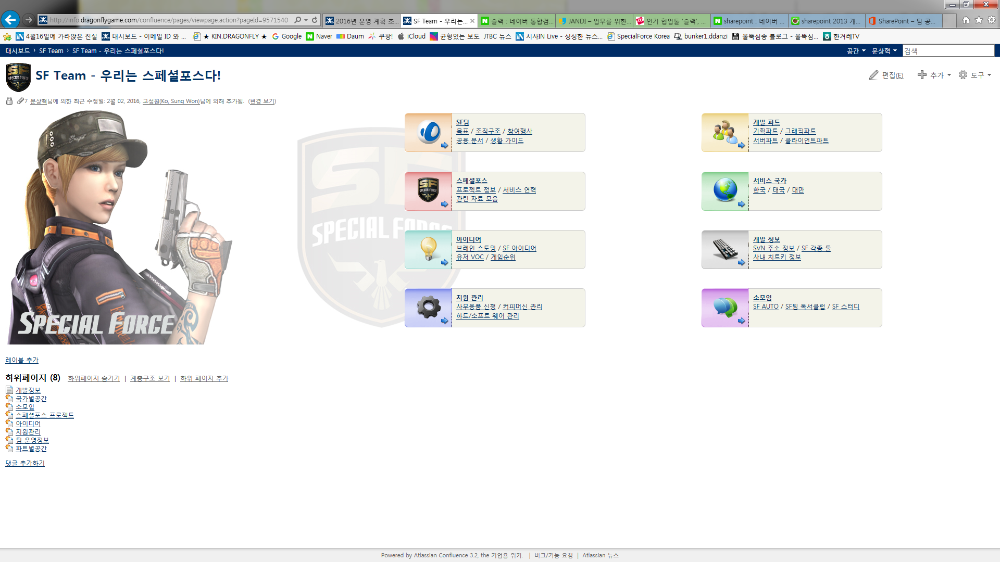 http://info.dragonflygame.com/confluence/pages/viewpage.action?pageId=9571540
2016년 운영 계획 초...
SF Team - 우리는...
슬랙 : 네이버 통합검...
JANDI – 업무를 위한...
인기 협업툴 '슬랙', ...
sharepoint : 네이버 ...
sharepoint 2013 개...
SharePoint – 팀 공...
4월16일에 가라앉은 진실
대시보드 - 이메일 ID 와 ...
★ KIN.DRAGONFLY ★
Google
Naver
Daum
쿠팡!
iCloud
균형있는 보도
JTBC 뉴스
시사IN Live - 싱싱한 뉴스...
SpecialForce Korea
bunker1.ddanzi
물뚝심송 블로그 - 물뚝심...
한겨레TV
대시보드 › SF Team › SF Team - 우리는 스페셜포스다!
공간
문상혁
검색
SF Team - 우리는 스페셜포스다!
편집(E)
추가
도구
7 문상혁님에 의한 최근 수정일: 2월 02, 2016, 고성원(Ko, Sung Won)님에 의해 추가됨. (변경 보기)
SF팀
목표 / 조직구조 / 참여행사
공용 문서 / 생활 가이드
개발 파트
기획파트 / 그래픽파트
서버파트 / 클라이언트파트
스페셜포스
프로젝트 정보 / 서비스 연혁
관련 자료 모음
서비스 국가
한국 / 태국 / 대만
아이디어
브레인 스토밍 / SF 아이디어
유저 VOC / 게임순위
개발 정보
SVN 주소 정보 / SF 각종 툴
사내 치트키 정보
지원 관리
사무용품 신청 / 커피머신 관리
하드/소프트 웨어 관리
소모임
SF AUTO / SF팀 독서클럽 / SF 스터디
SF
SPECIAL FORCE
SPECIAL FORCE
레이블 추가
하위페이지 (8) 하위페이지 숨기기 | 계층구조 보기 | 하위 페이지 추가
개발정보
국가별공간
소모임
스페셜포스 프로젝트
아이디어
지원관리
팀 운영정보
파트별공간
댓글 추가하기
Powered by Atlassian Confluence 3.2, the 기업용 위키. | 버그/기능 요청 | Atlassian 뉴스